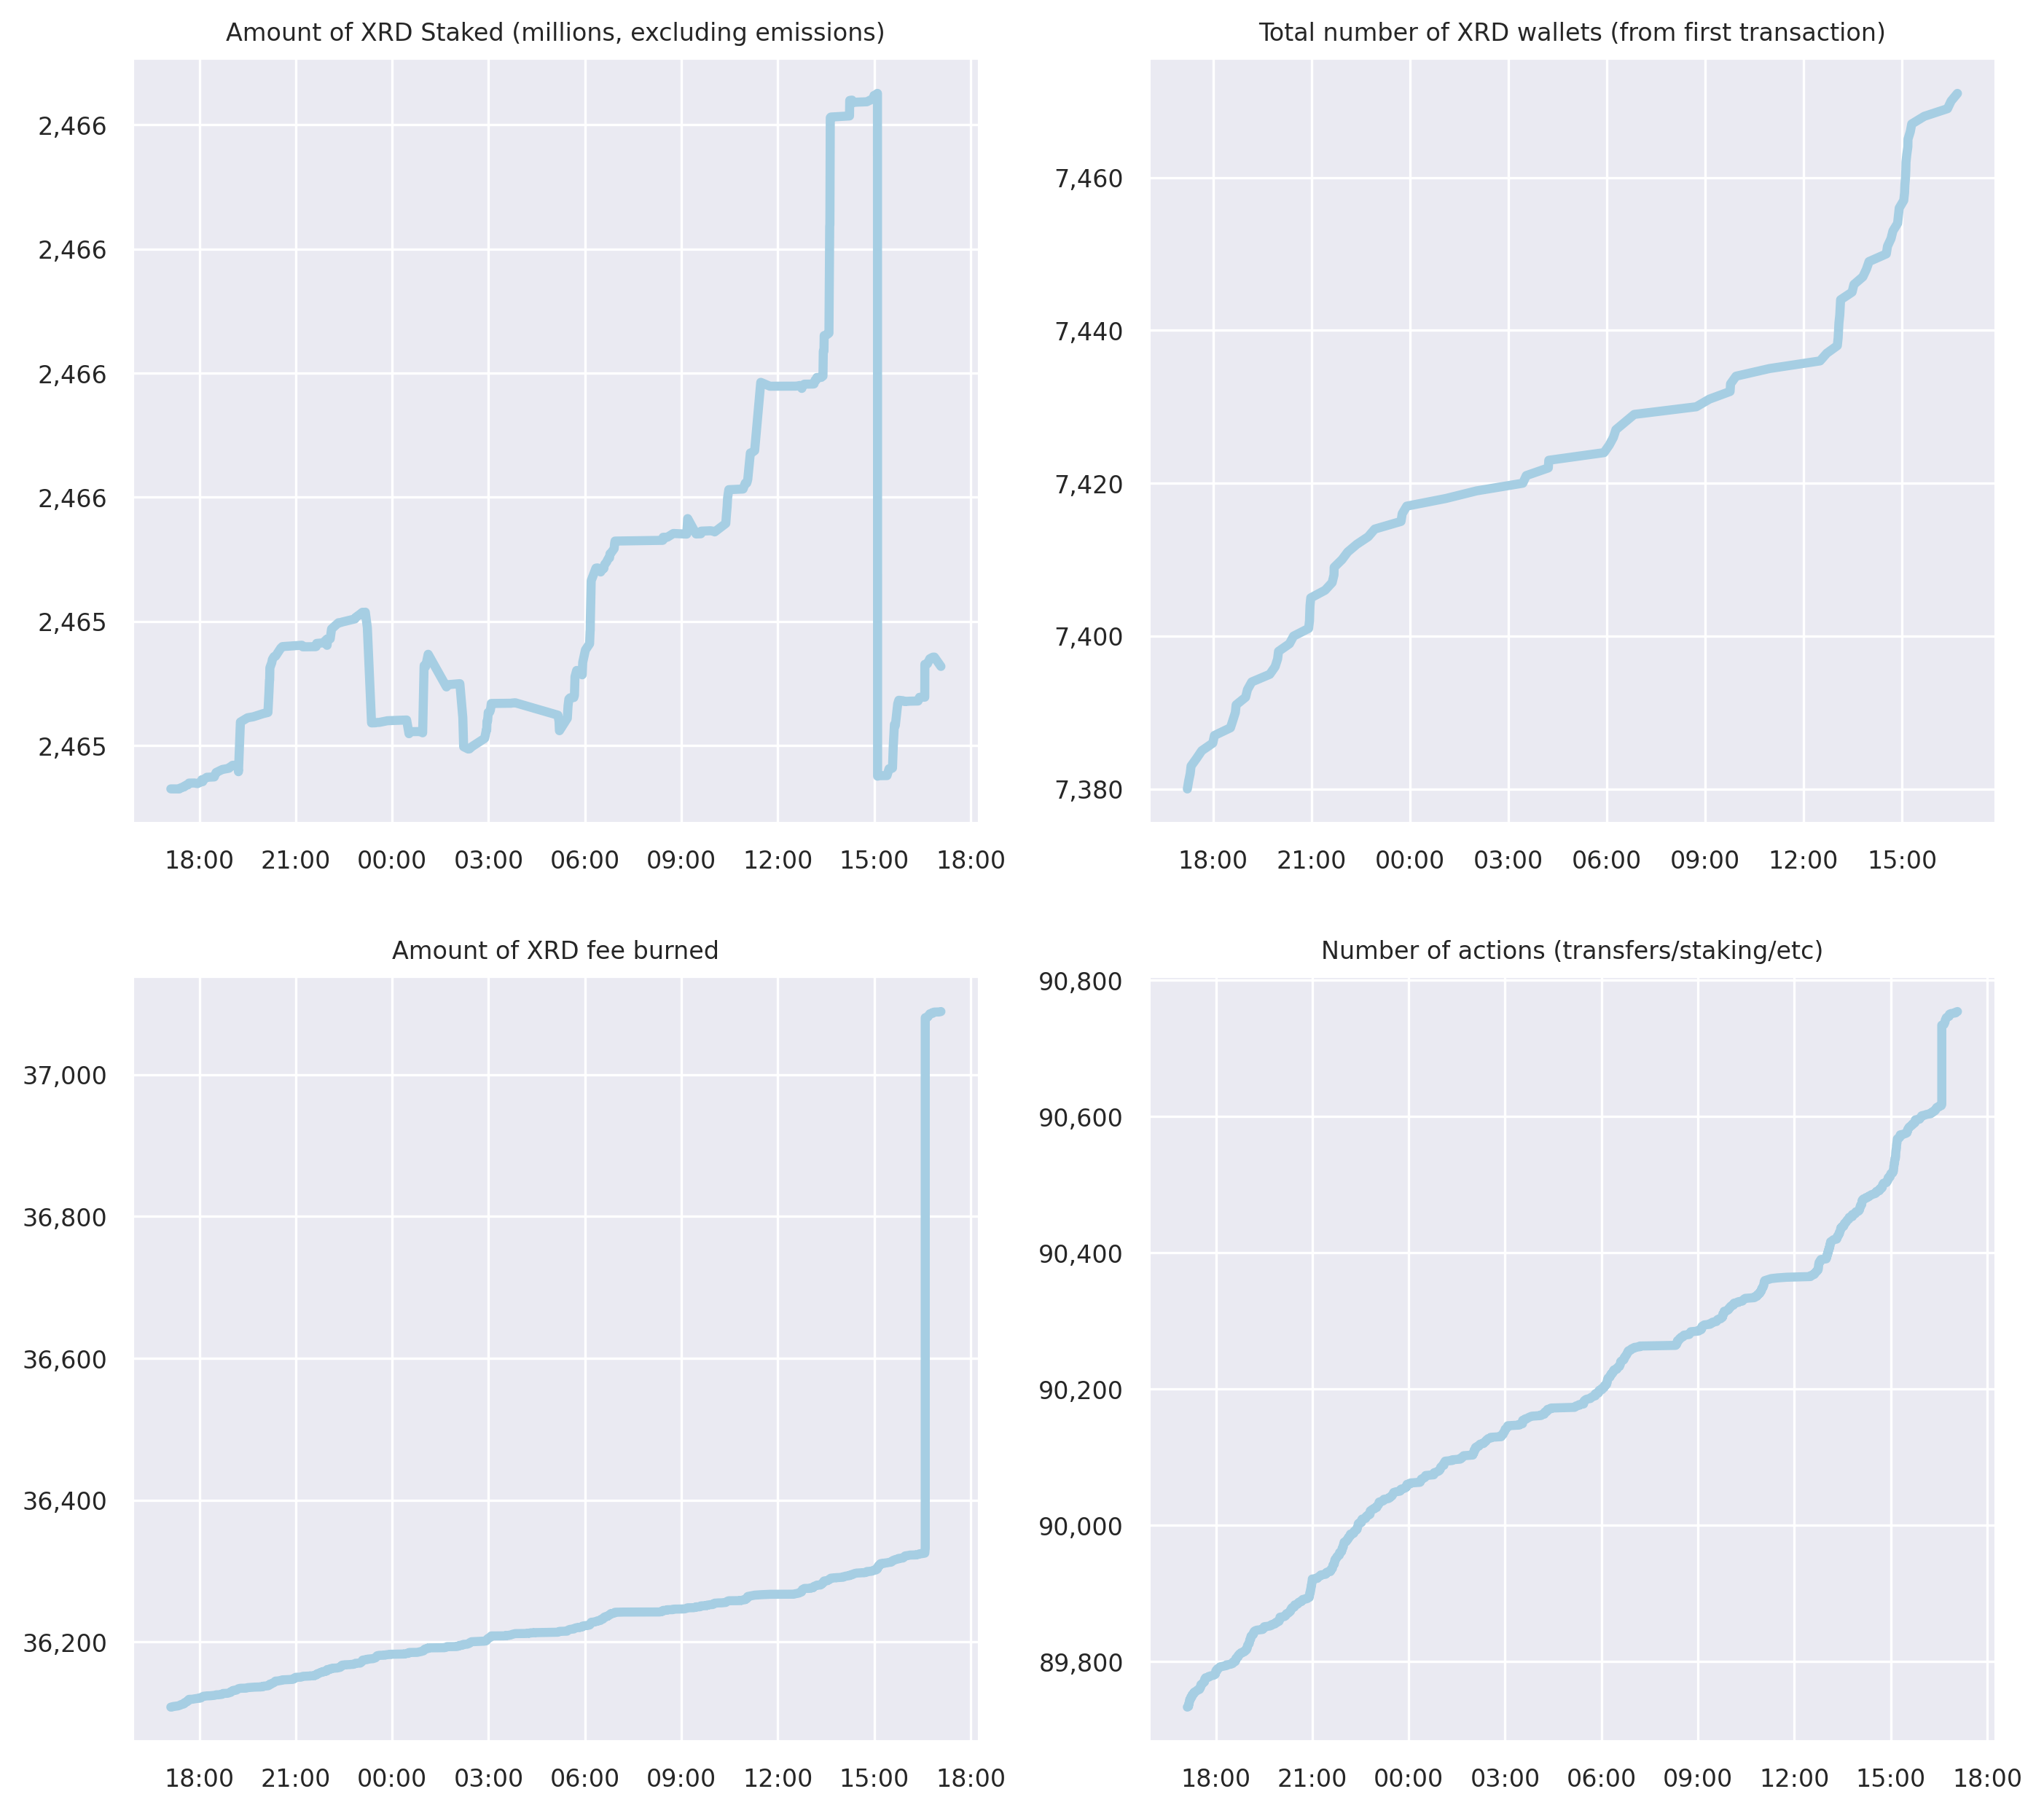 Amount of XRD Staked (millions, excluding emissions)
2,466
2,466
2,466
2,466
2,465
2,465
18:00 21:00 00:00 03:00 06:00 09:00 12:00 15:00 18:00
Total number of XRD wallets (from first transaction)
7,460
7,440
7,420
7,400
7,380
18:00 21:00 00:00 03:00 06:00 09:00 12:00 15:00
Amount of XRD fee burned
37,000
36,800
36,600
36,400
36,200
18:00 21:00 00:00 03:00 06:00 09:00 12:00 15:00 18:00
Number of actions (transfers/staking/etc)
90,800
90,600
90,400
90,200
90,000
89,800
18:00 21:00 00:00 03:00 06:00 09:00 12:00 15:00 18:00